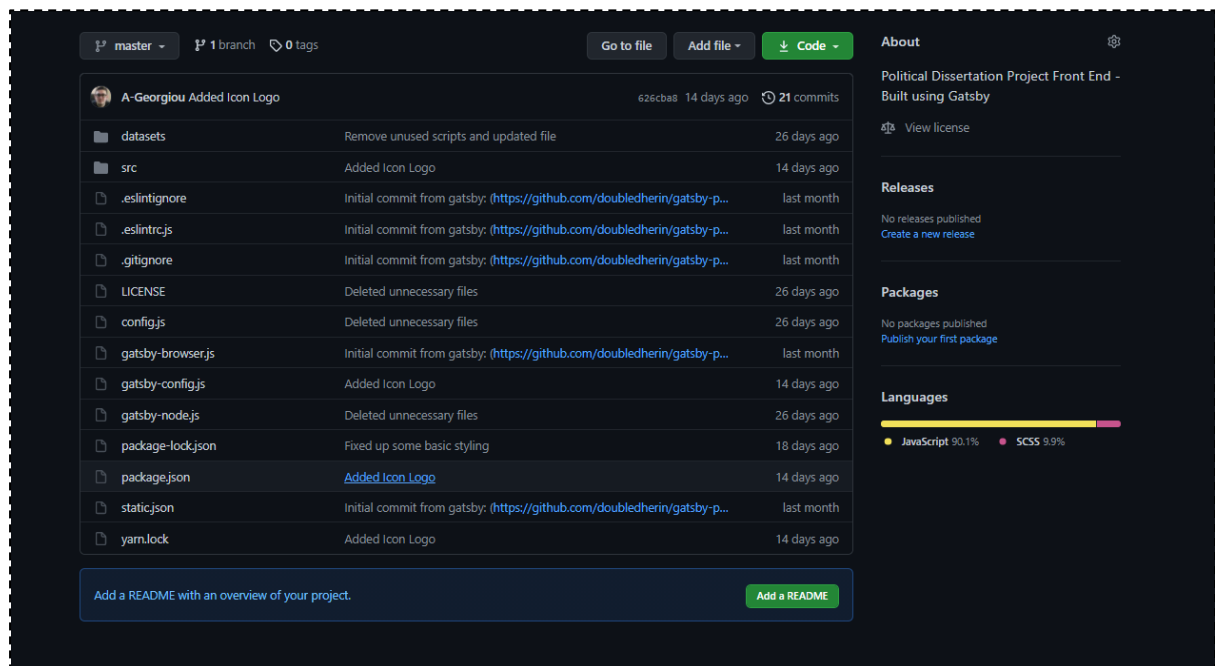 master 1 branch 0 tags Go to file Add file Code
A-Georgiou Added Icon Logo 626cba8 14 days ago 21 commits
datasets Remove unused scripts and updated file 26 days ago
src Added Icon Logo 14 days ago
.eslintignore Initial commit from gatsby: (https://github.com/doubledherin/gatsby-p... last month
.eslintrc.js Initial commit from gatsby: (https://github.com/doubledherin/gatsby-p... last month
.gitignore Initial commit from gatsby: (https://github.com/doubledherin/gatsby-p... last month
LICENSE Deleted unnecessary files 26 days ago
config.js Deleted unnecessary files 26 days ago
gatsby-browser.js Initial commit from gatsby: (https://github.com/doubledherin/gatsby-p... last month
gatsby-config.js Added Icon Logo 14 days ago
gatsby-node.js Deleted unnecessary files 26 days ago
package-lock.json Fixed up some basic styling 18 days ago
package.json Added Icon Logo 14 days ago
static.json Initial commit from gatsby: (https://github.com/doubledherin/gatsby-p... last month
yarn.lock Added Icon Logo 14 days ago
Add a README with an overview of your project. Add a README
About
Political Dissertation Project Front End -
Built using Gatsby
View license
Releases
No releases published
Create a new release
Packages
No packages published
Publish your first package
Languages
JavaScript 90.1% SCSS 9.9%